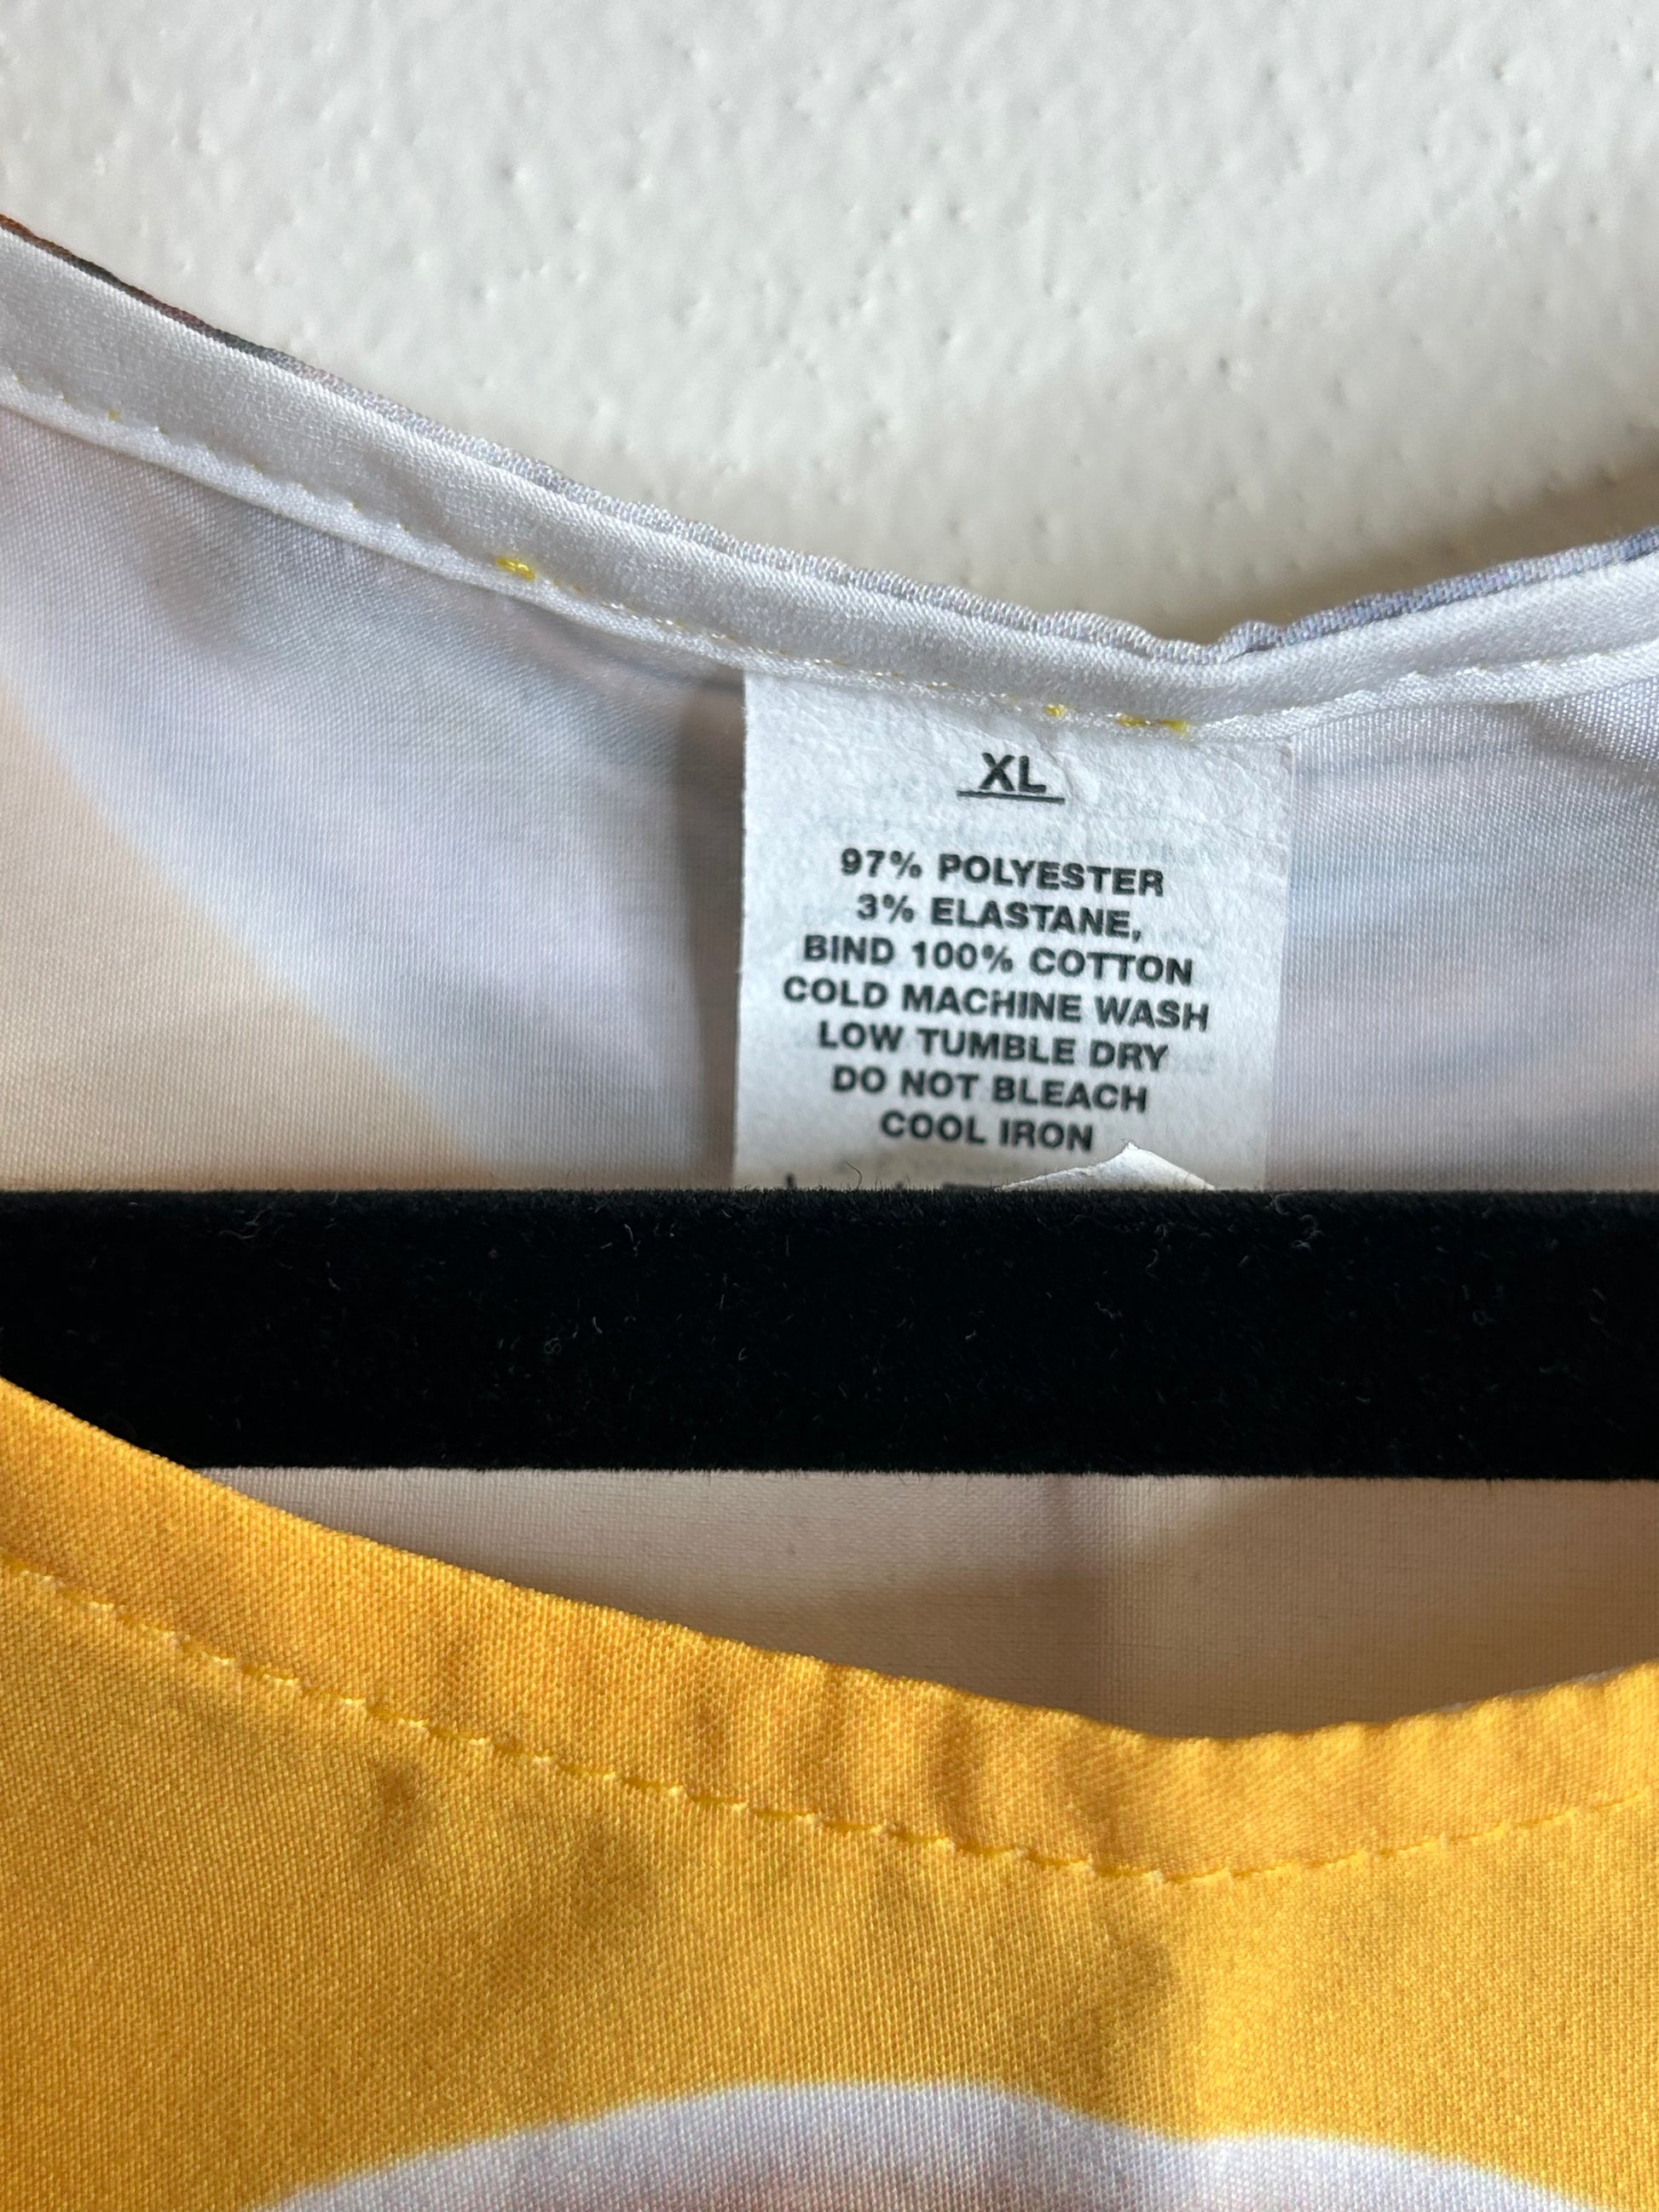 XL
97% POLYESTER
3% ELASTANE,
BIND 100% COTTON
COLD MACHINE WASH
LOW TUMBLE DRY
DO NOT BLEACH
COOL IRON